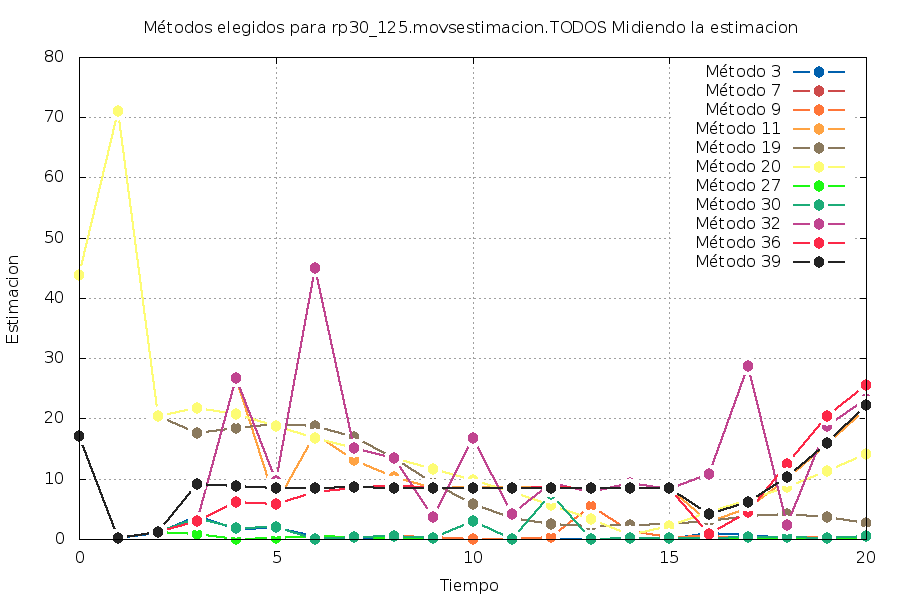 Métodos elegidos para rp30_125.movsestimacion.TODOS Midiendo la estimacion
80
70
60
50
40
30
20
10
0
Estimacion
Método 3
Método 7
Método 9
Método 11
Método 19
Método 20
Método 27
Método 30
Método 32
Método 36
Método 39
0
5
10
15
20
Tiempo